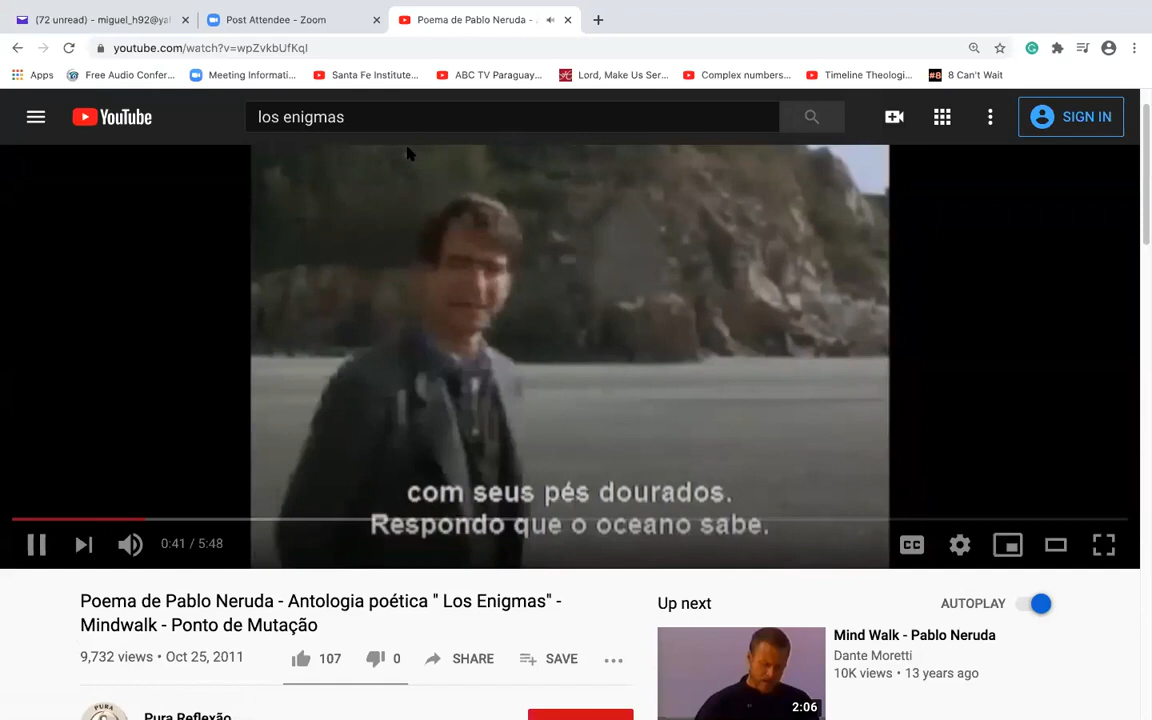 (72 unread) - miguel_h92@ya
Post Attendee - Zoom
Poema de Pablo Neruda -
youtube.com/watch?v=wpZvkbUfKqI
Apps
Free Audio Confer...
Meeting Informati...
Santa Fe Institute...
ABC TV Paraguay...
Lord, Make Us Ser...
Complex numbers...
Timeline Theologi...
#8
8 Can't Wait
YouTube
los enigmas
SIGN IN
com seus pés dourados.
Respondo que o oceano sabe.
0:41 / 5:48
CC
Poema de Pablo Neruda - Antologia poética " Los Enigmas" -
Mindwalk - Ponto de Mutação
9,732 views • Oct 25, 2011
107
0
SHARE
SAVE
PURA
Pura Reflexão
Up next
AUTOPLAY
2:06
Mind Walk - Pablo Neruda
Dante Moretti
10K views • 13 years ago